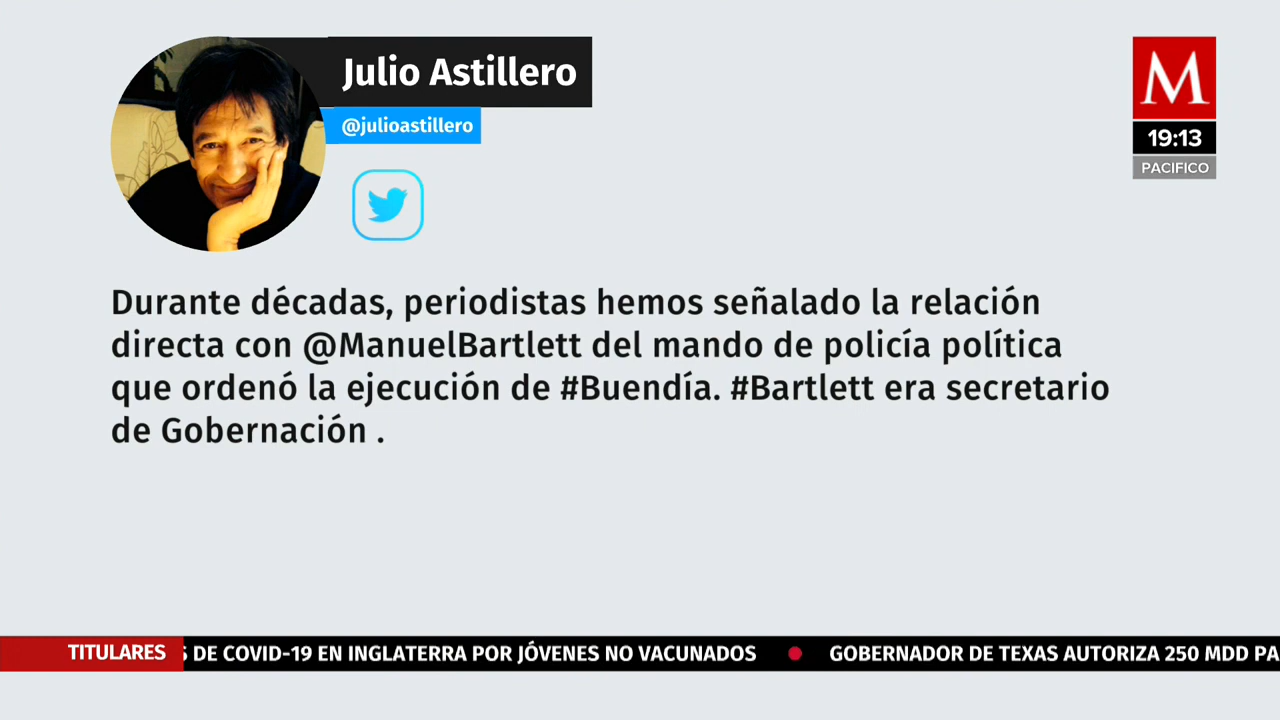 Julio Astillero
@julioastillero
M
19:13
PACIFICO
Durante décadas, periodistas hemos señalado la relación
directa con @ManuelBartlett del mando de policía política
que ordenó la ejecución de #Buendía. #Bartlett era secretario
de Gobernación .
TITULARES
DE COVID-19 EN INGLATERRA POR JÓVENES NO VACUNADOS
GOBERNADOR DE TEXAS AUTORIZA 250 MDD PA